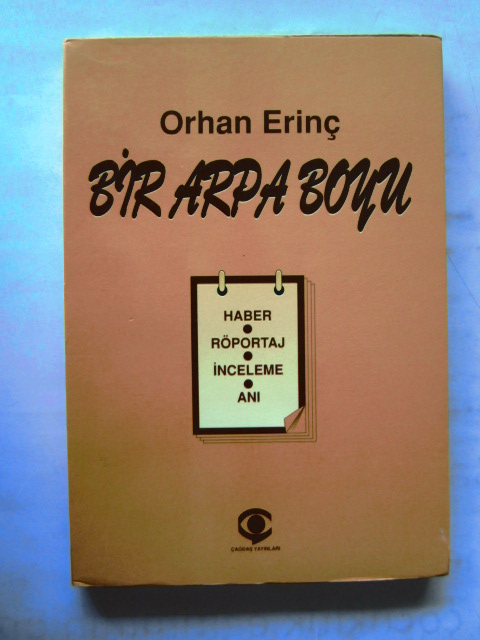 Orhan Erinç
BİR ARPA BOYU
HABER
RÖPORTAJ
İNCELEME
ANI
ÇAĞDAŞ YAYINLARI